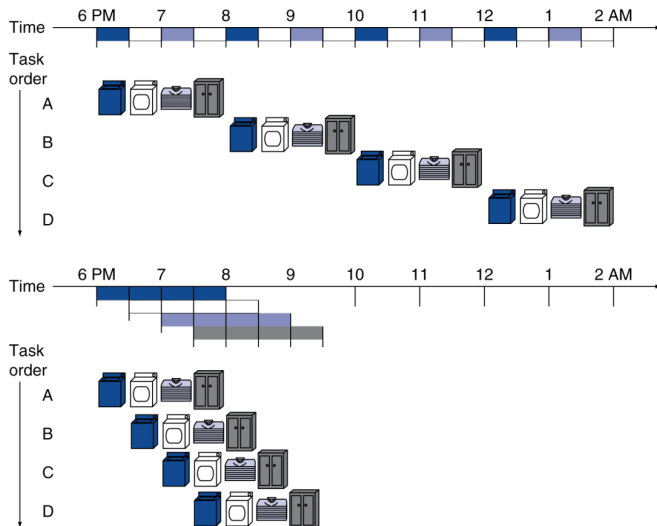 6 PM 7 8 9 10 11 12 1 2 AM
Time
Task
order
A
B
C
D
6 PM 7 8 9 10 11 12 1 2 AM
Time
Task
order
A
B
C
D